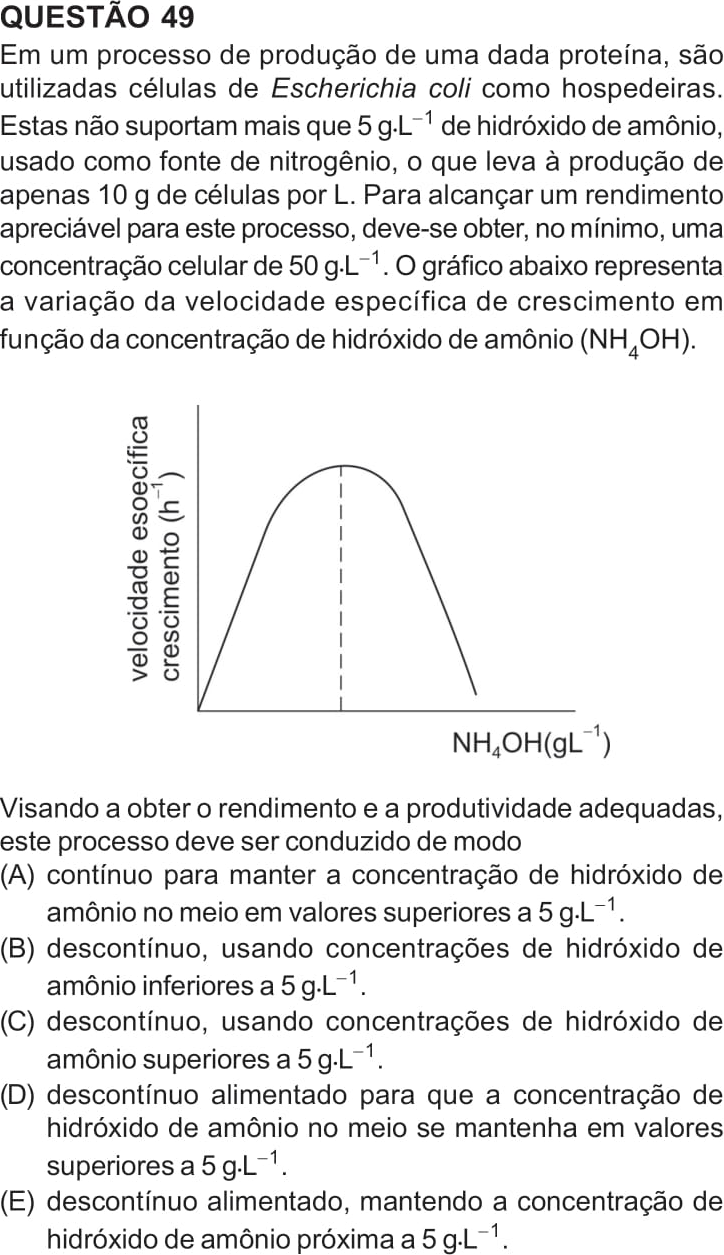 QUESTÃO 49
Em um processo de produção de uma dada proteína, são
utilizadas células de Escherichia coli como hospedeiras.
Estas não suportam mais que 5 g.L⁻¹ de hidróxido de amônio,
usado como fonte de nitrogênio, o que leva à produção de
apenas 10 g de células por L. Para alcançar um rendimento
apreciável para este processo, deve-se obter, no mínimo, uma
concentração celular de 50 g.L⁻¹. O gráfico abaixo representa
a variação da velocidade específica de crescimento em
função da concentração de hidróxido de amônio (NH₄OH).
velocidade esoecífica
crescimento (h⁻¹)
NH₄OH(gL⁻¹)
Visando a obter o rendimento e a produtividade adequadas,
este processo deve ser conduzido de modo
(A) contínuo para manter a concentração de hidróxido de
amônio no meio em valores superiores a 5 g.L⁻¹.
(B) descontínuo, usando concentrações de hidróxido de
amônio inferiores a 5 g.L⁻¹.
(C) descontínuo, usando concentrações de hidróxido de
amônio superiores a 5 g.L⁻¹.
(D) descontínuo alimentado para que a concentração de
hidróxido de amônio no meio se mantenha em valores
superiores a 5 g.L⁻¹.
(E) descontínuo alimentado, mantendo a concentração de
hidróxido de amônio próxima a 5 g.L⁻¹.